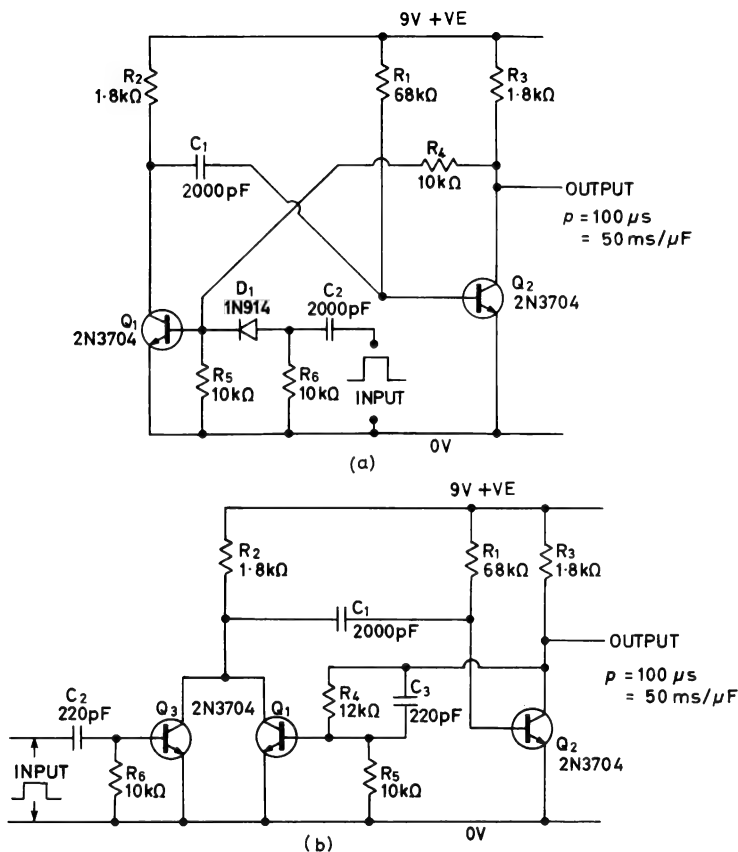 9V +VE
R2
1·8kΩ
R1
68kΩ
R3
1·8kΩ
C1
2000pF
R4
10kΩ
OUTPUT
p = 100 µs
= 50 ms/µF
Q1
2N3704
D1
1N914
C2
2000pF
Q2
2N3704
R5
10kΩ
R6
10kΩ
INPUT
0V
(a)
9V +VE
R2
1·8kΩ
R1
68kΩ
R3
1·8kΩ
C1
2000pF
OUTPUT
p = 100 µs
= 50 ms/µF
C2
220pF
Q3
2N3704
Q1
R4
12kΩ
C3
220pF
Q2
2N3704
INPUT
R6
10kΩ
R5
10kΩ
0V
(b)